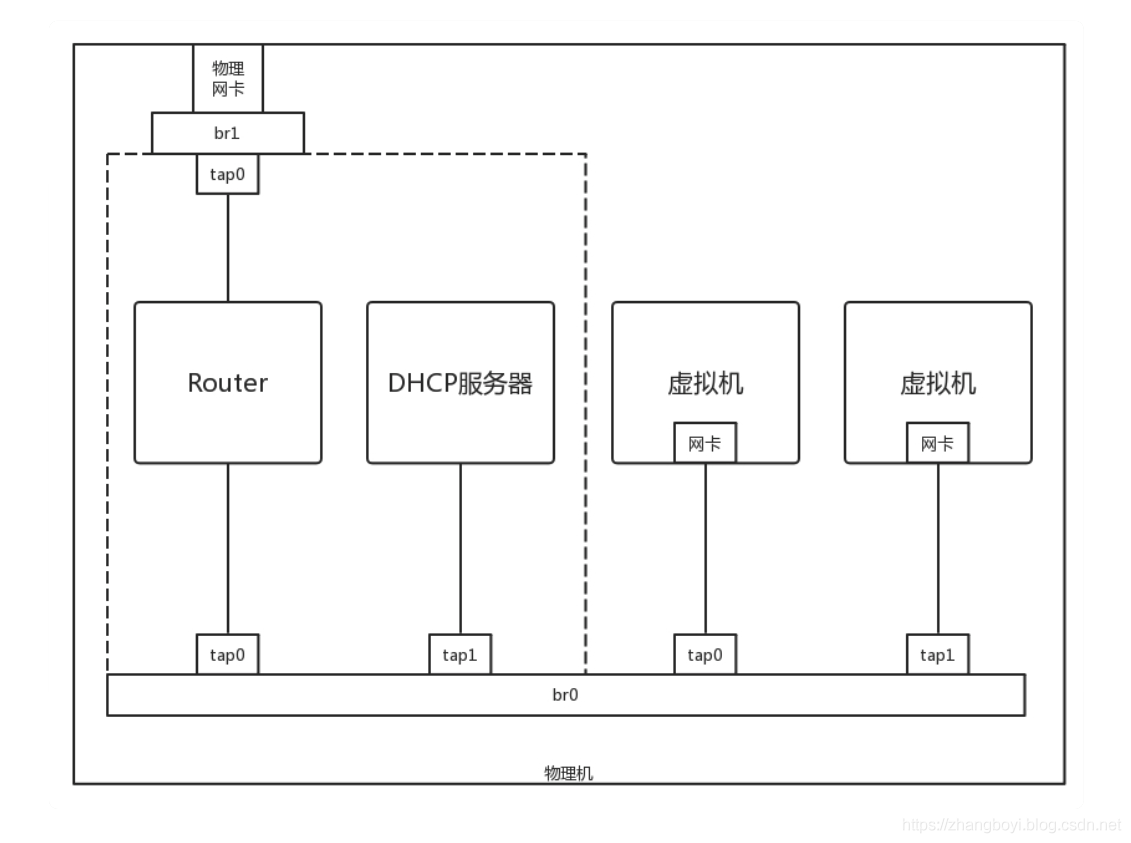 物理
网卡
br1
tap0
Router
DHCP服务器
虚拟机
虚拟机
网卡
网卡
tap0
tap1
tap0
tap1
br0
物理机
https://zhangboyi.blog.csdn.net